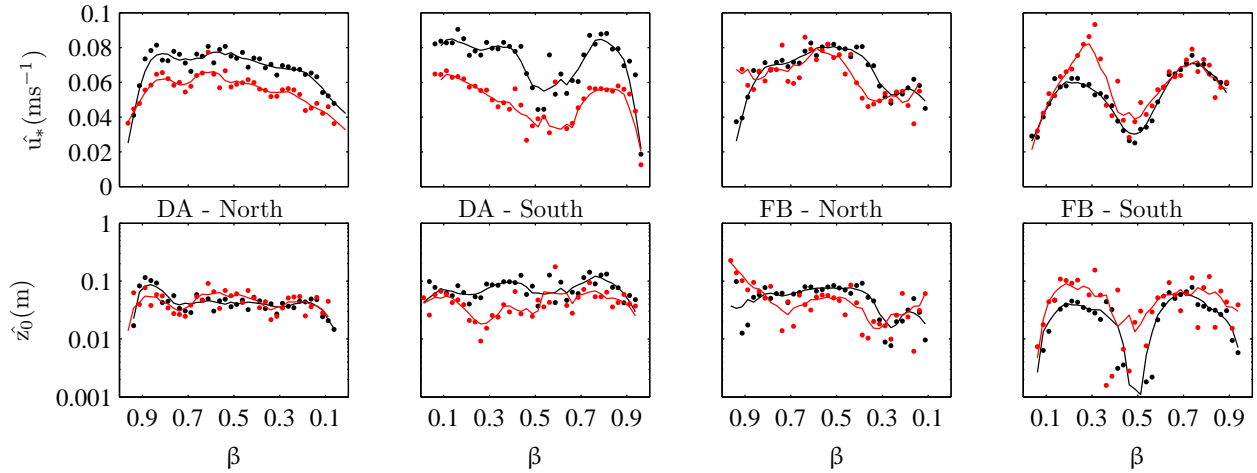 0.1
0.08
0.06
0.04
0.02
0
û* (ms⁻¹)
DA - North DA - South FB - North FB - South
1
0.1
0.01
0.001
ẑ0 (m)
0.9 0.7 0.5 0.3 0.1 0.1 0.3 0.5 0.7 0.9 0.9 0.7 0.5 0.3 0.1 0.1 0.3 0.5 0.7 0.9
β β β β